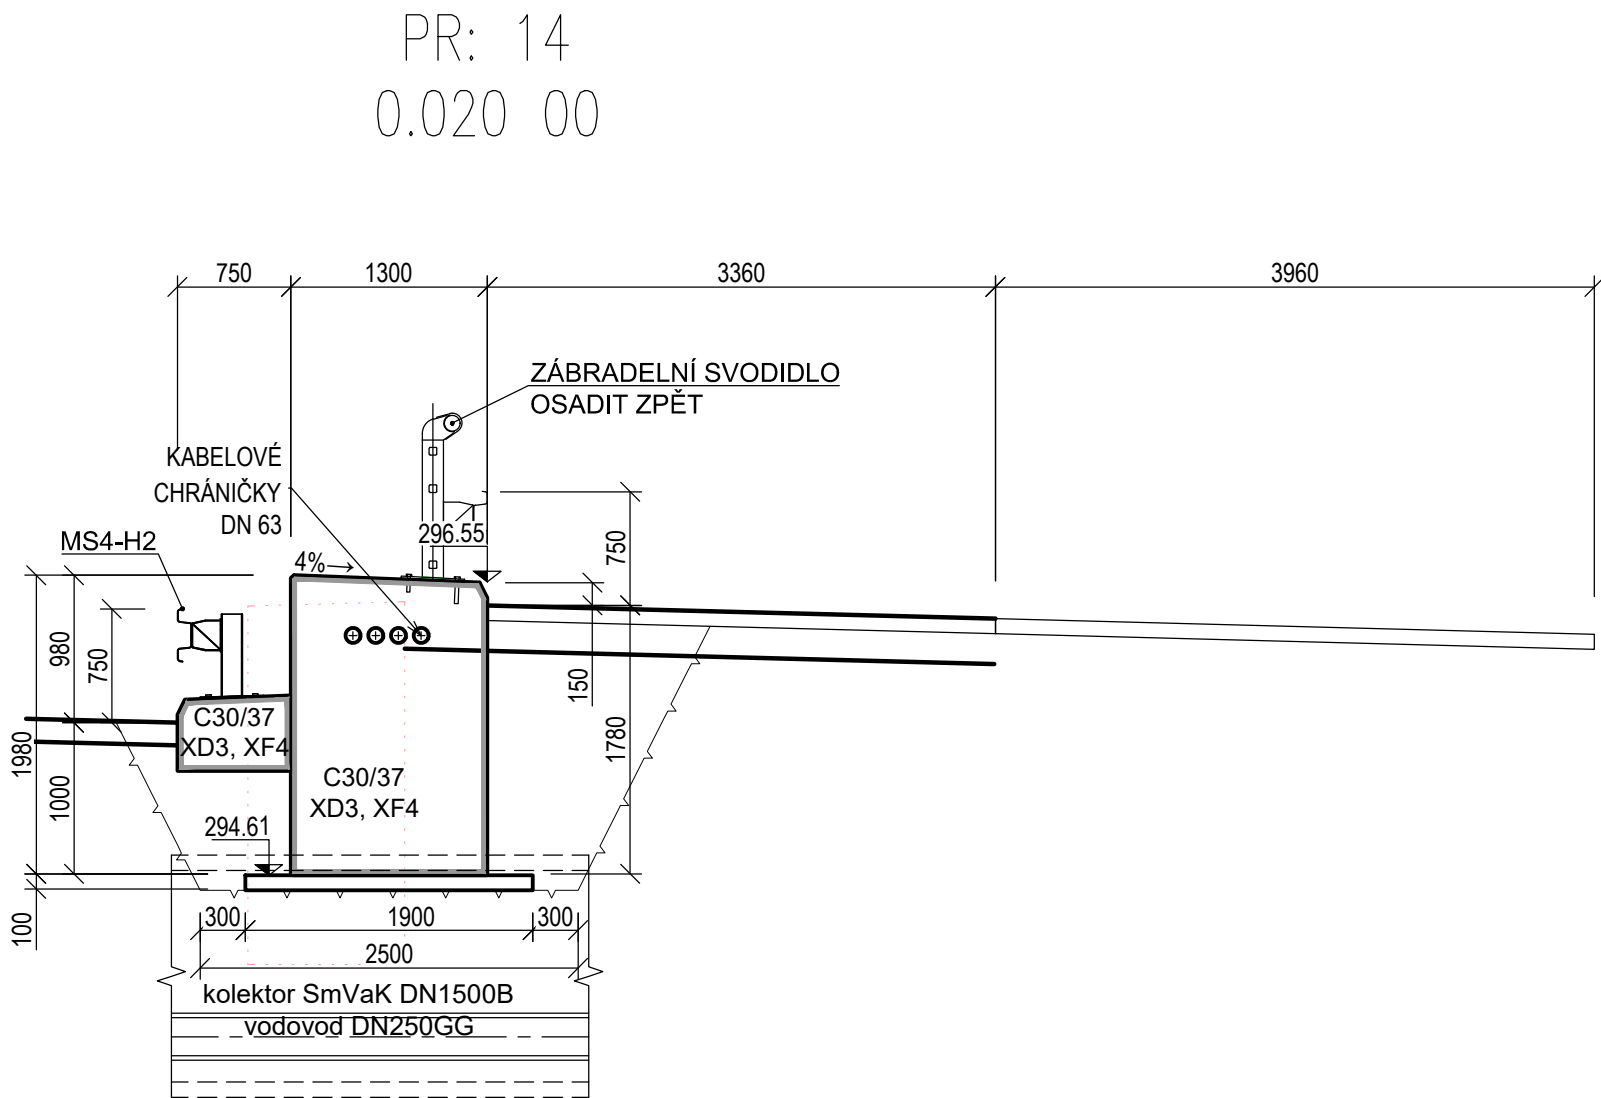 PR: 14
0.020 00
750
1300
3360
3960
ZÁBRADELNÍ SVODIDLO
OSADIT ZPĚT
KABELOVÉ
CHRÁNIČKY
DN 63
296.55
MS4-H2
4%
750
980
750
150
1980
1000
1780
C30/37
XD3, XF4
C30/37
XD3, XF4
294.61
100
300
1900
300
2500
kolektor SmVaK DN1500B
vodovod DN250GG